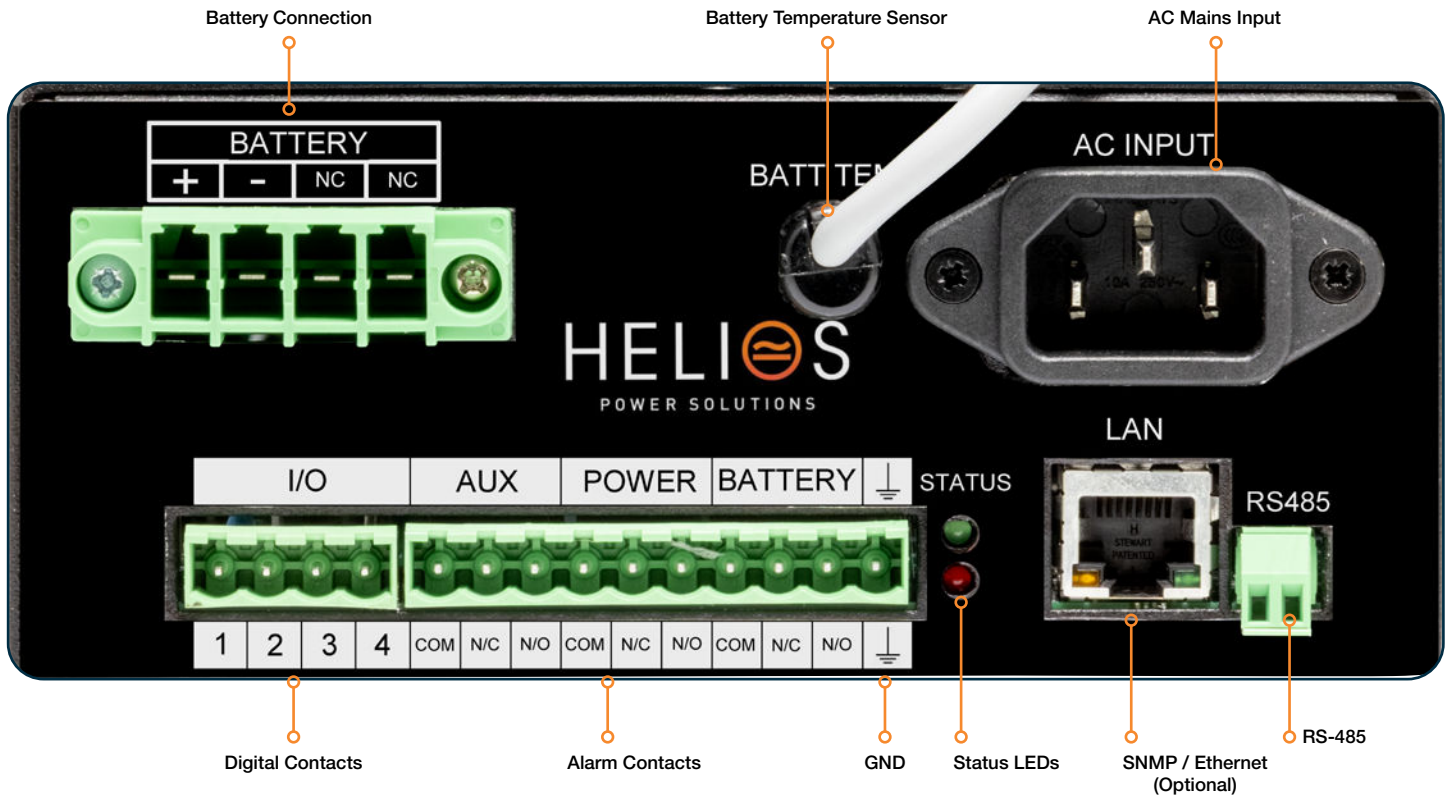 Battery Connection
Battery Temperature Sensor
AC Mains Input
BATTERY
+ - NC NC
BATT TEM
AC INPUT
10A 250V~
HELIOS
POWER SOLUTIONS
LAN
I/O AUX POWER BATTERY
STATUS
RS485
H
STEWART
PATENTED
1 2 3 4 COM N/C N/O COM N/C N/O COM N/C N/O
RS-485
Digital Contacts
Alarm Contacts
GND
Status LEDs
SNMP / Ethernet
(Optional)